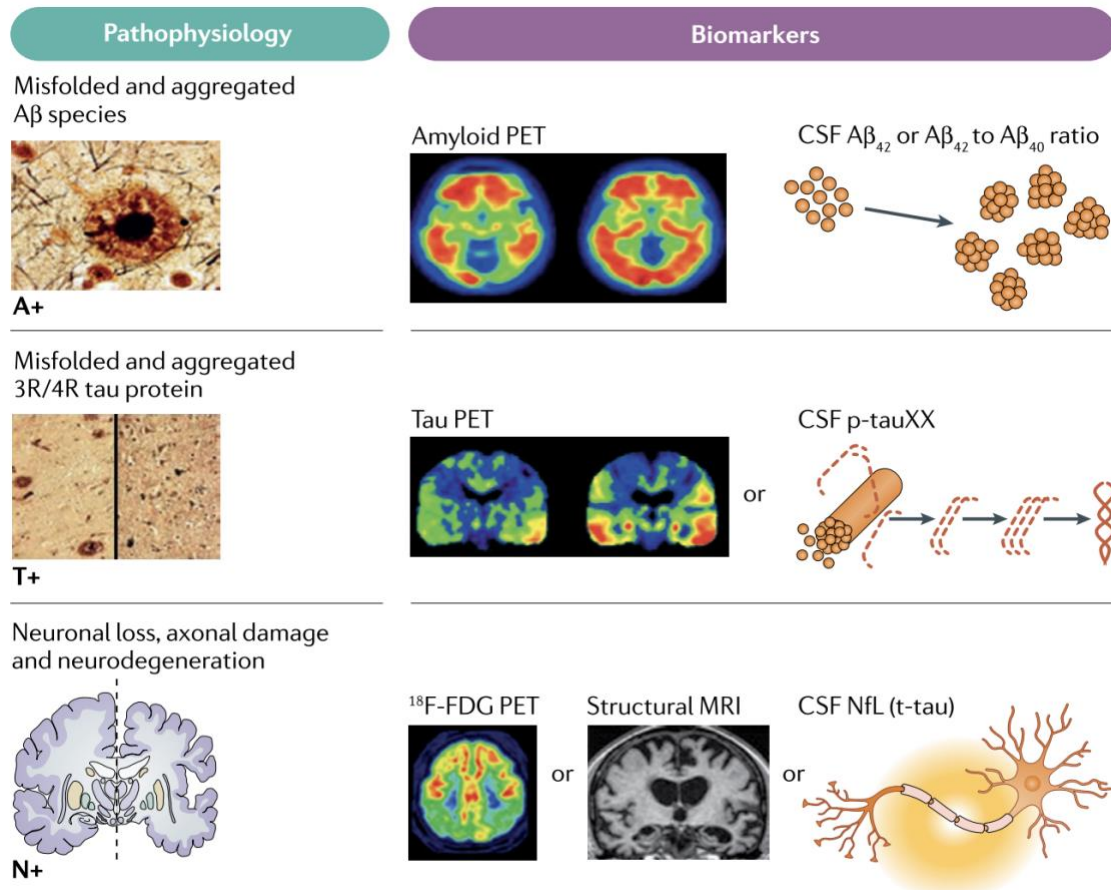 Pathophysiology
Biomarkers
Misfolded and aggregated
Aβ species
A+
Amyloid PET
CSF Aβ₄₂ or Aβ₄₂ to Aβ₄₀ ratio
Misfolded and aggregated
3R/4R tau protein
T+
Tau PET
or
CSF p-tauXX
Neuronal loss, axonal damage
and neurodegeneration
N+
¹⁸F-FDG PET
or
Structural MRI
or
CSF NfL (t-tau)